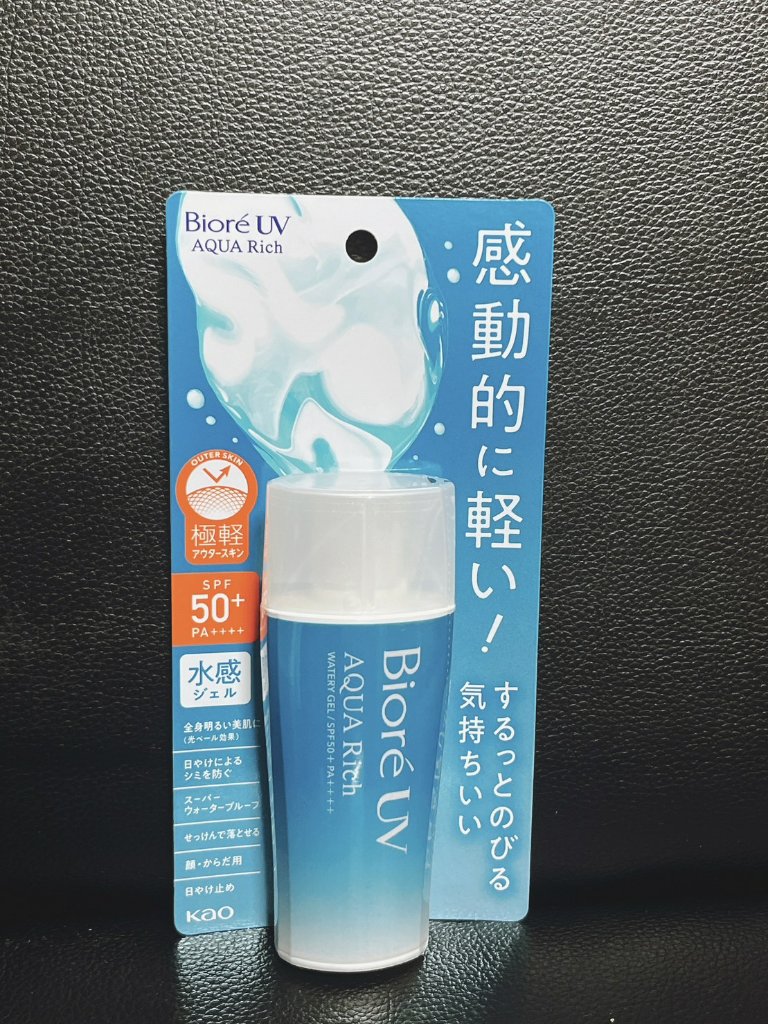 Bioré UV
AQUA Rich
感動的に軽い!
するっとのびる
気持ちいい
OUTER SKIN
極軽
アウタースキン
SPF
50+
PA++++
水感
ジェル
全身明るい美肌に
(光ベール効果)
日やけによる
シミを防ぐ
スーパー
ウォータープルーフ
せっけんで落とせる
顔・からだ用
日やけ止め
Kao
Bioré UV
AQUA Rich
WATERY GEL / SPF50+ PA++++